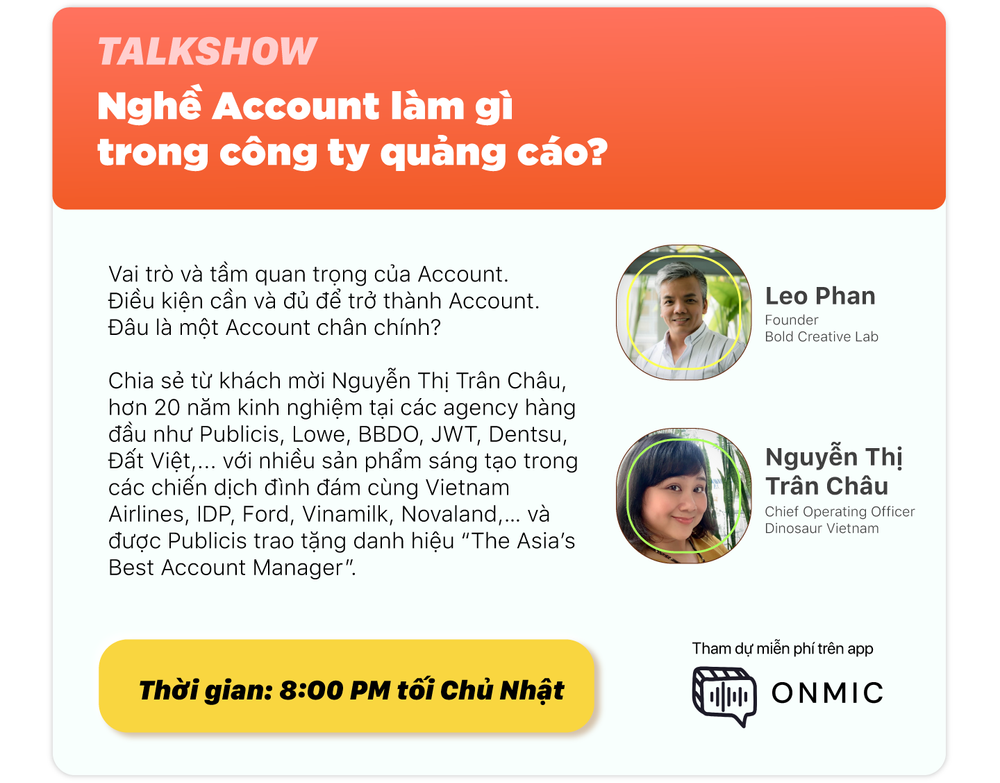 TALKSHOW
Nghề Account làm gì
trong công ty quảng cáo?
Vai trò và tầm quan trọng của Account.
Điều kiện cần và đủ để trở thành Account.
Đâu là một Account chân chính?
Chia sẻ từ khách mời Nguyễn Thị Trân Châu,
hơn 20 năm kinh nghiệm tại các agency hàng
đầu như Publicis, Lowe, BBDO, JWT, Dentsu,
Đất Việt,... với nhiều sản phẩm sáng tạo trong
các chiến dịch đình đám cùng Vietnam
Airlines, IDP, Ford, Vinamilk, Novaland,... và
được Publicis trao tặng danh hiệu “The Asia’s
Best Account Manager”.
Leo Phan
Founder
Bold Creative Lab
Nguyễn Thị
Trân Châu
Chief Operating Officer
Dinosaur Vietnam
Thời gian: 8:00 PM tối Chủ Nhật
Tham dự miễn phí trên app
ONMIC